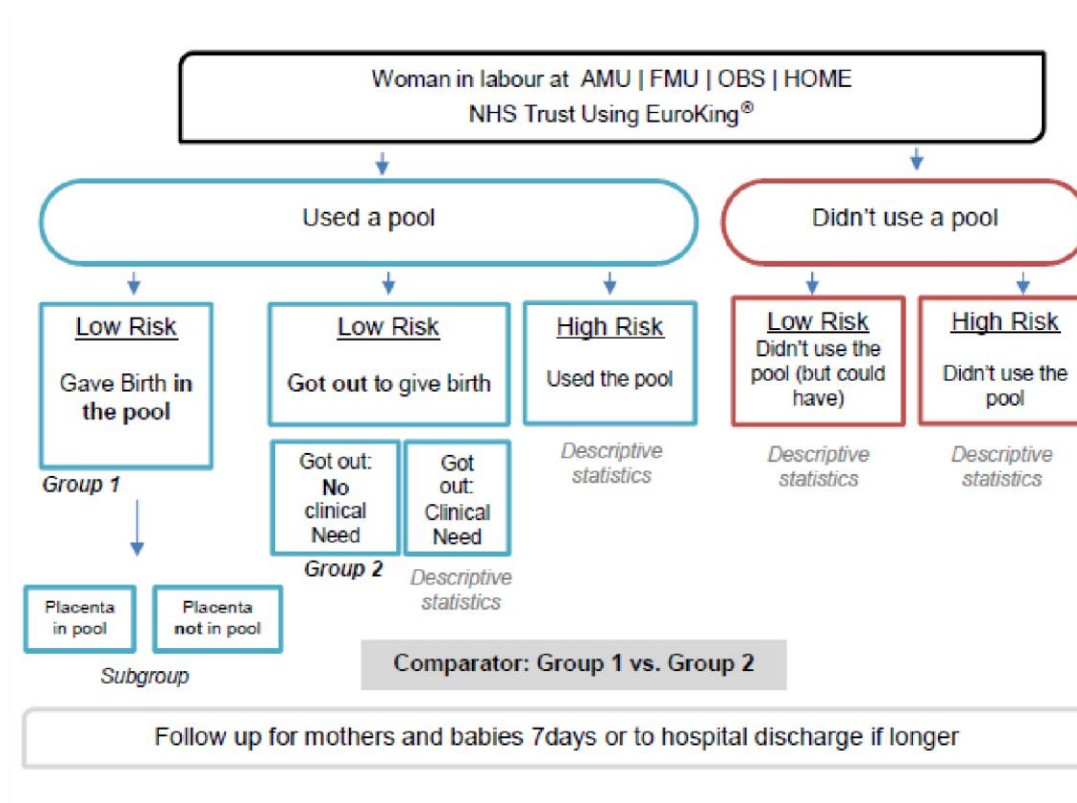 Woman in labour at AMU | FMU | OBS | HOME
NHS Trust Using EuroKing®
Used a pool
Didn't use a pool
Low Risk
Gave Birth in
the pool
Group 1
Low Risk
Got out to give birth
High Risk
Used the pool
Descriptive
statistics
Low Risk
Didn't use the
pool (but could
have)
Descriptive
statistics
High Risk
Didn't use the
pool
Descriptive
statistics
Got out:
No
clinical
Need
Group 2
Got
out:
Clinical
Need
Descriptive
statistics
Placenta
in pool
Placenta
not in pool
Subgroup
Comparator: Group 1 vs. Group 2
Follow up for mothers and babies 7days or to hospital discharge if longer